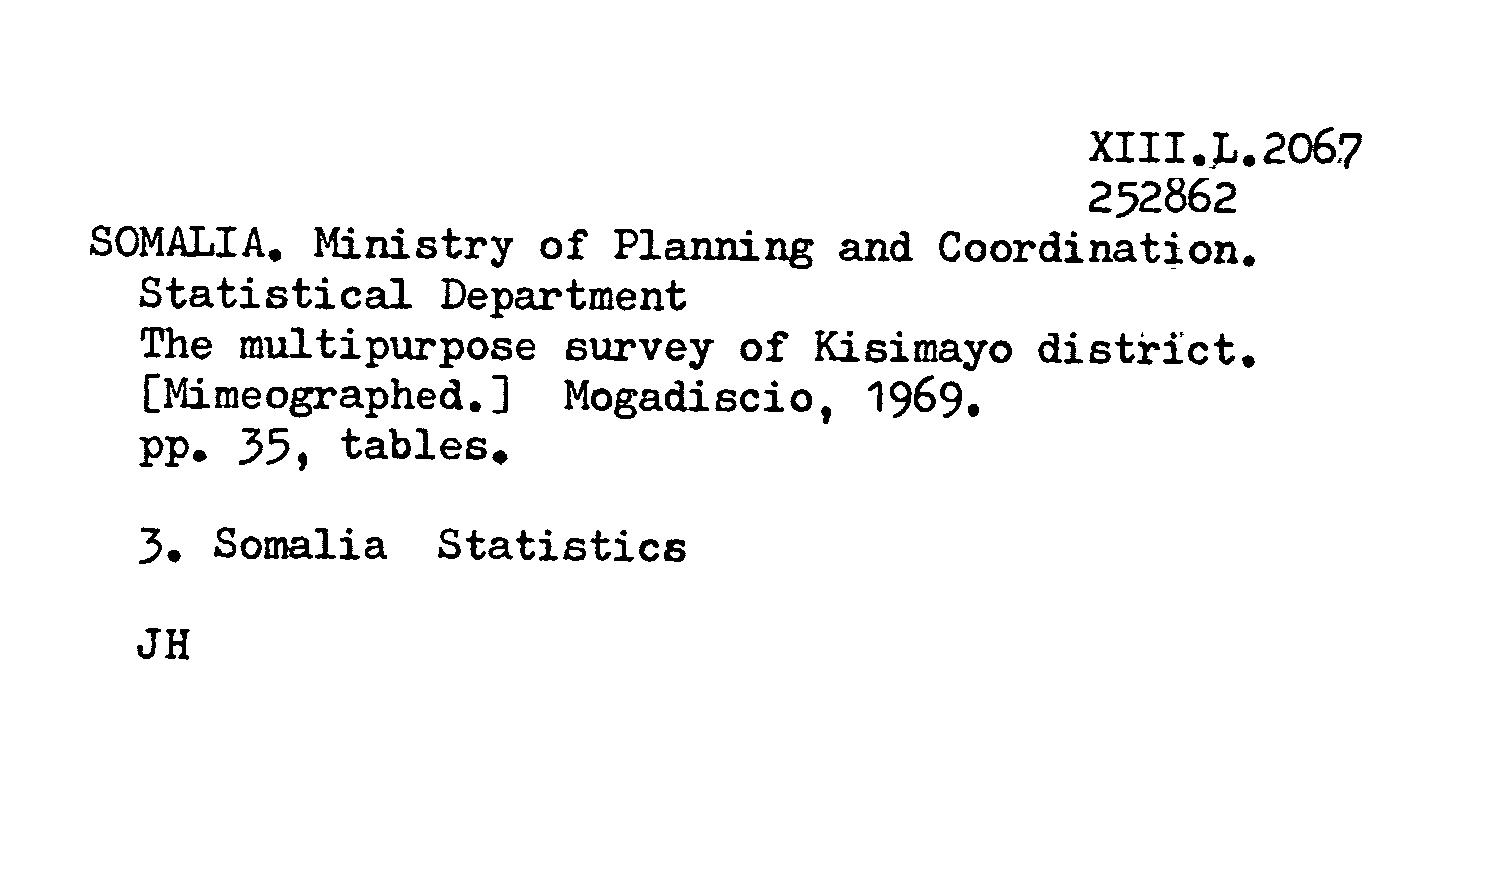 XIII.L.2067
252862
SOMALIA. Ministry of Planning and Coordination.
Statistical Department
The multipurpose survey of Kisimayo district.
[Mimeographed.] Mogadiscio, 1969.
pp. 35, tables.
3. Somalia Statistics
JH